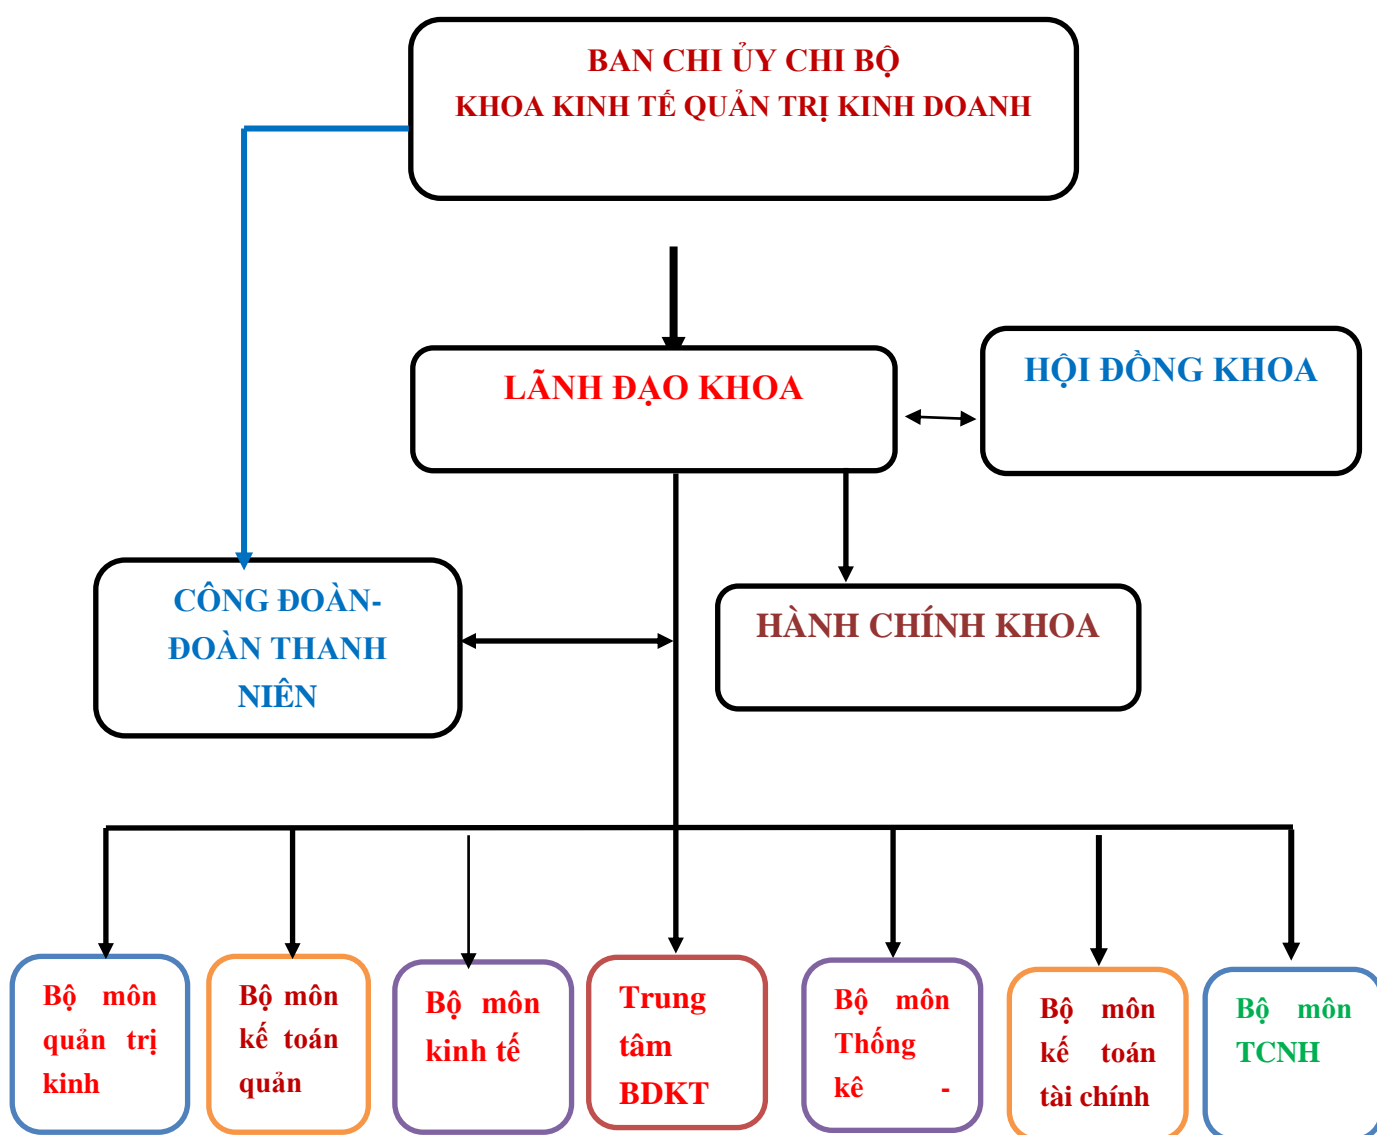 BAN CHI ỦY CHI BỘ
KHOA KINH TẾ QUẢN TRỊ KINH DOANH
LÃNH ĐẠO KHOA
HỘI ĐỒNG KHOA
CÔNG ĐOÀN-
ĐOÀN THANH
NIÊN
HÀNH CHÍNH KHOA
Bộ môn
quản trị
kinh
Bộ môn
kế toán
quản
Bộ môn
kinh tế
Trung
tâm
BDKT
Bộ môn
Thống
kê -
Bộ môn
kế toán
tài chính
Bộ môn
TCNH